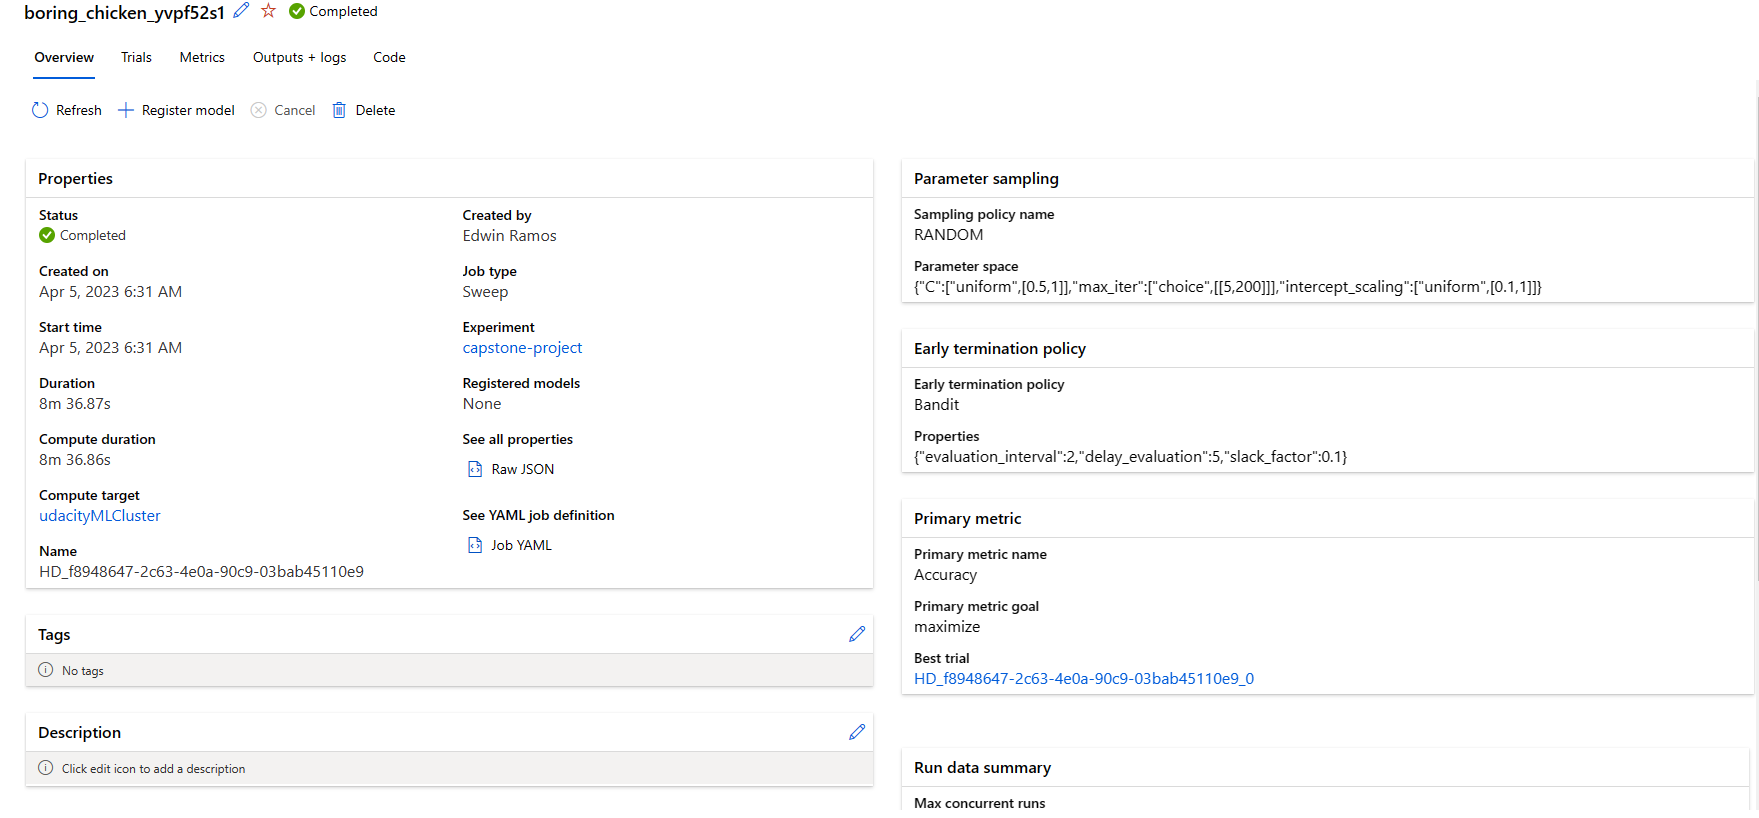 boring_chicken_yvpf52s1 Completed
Overview Trials Metrics Outputs + logs Code
Refresh Register model Cancel Delete
Properties
Status
Completed
Created on
Apr 5, 2023 6:31 AM
Start time
Apr 5, 2023 6:31 AM
Duration
8m 36.87s
Compute duration
8m 36.86s
Compute target
udacityMLCluster
Name
HD_f8948647-2c63-4e0a-90c9-03bab45110e9
Created by
Edwin Ramos
Job type
Sweep
Experiment
capstone-project
Registered models
None
See all properties
Raw JSON
See YAML job definition
Job YAML
Tags
No tags
Description
Click edit icon to add a description
Parameter sampling
Sampling policy name
RANDOM
Parameter space
{"C":["uniform",[0.5,1]],"max_iter":["choice",[[5,200]]],"intercept_scaling":["uniform",[0.1,1]]}
Early termination policy
Early termination policy
Bandit
Properties
{"evaluation_interval":2,"delay_evaluation":5,"slack_factor":0.1}
Primary metric
Primary metric name
Accuracy
Primary metric goal
maximize
Best trial
HD_f8948647-2c63-4e0a-90c9-03bab45110e9_0
Run data summary
Max concurrent runs